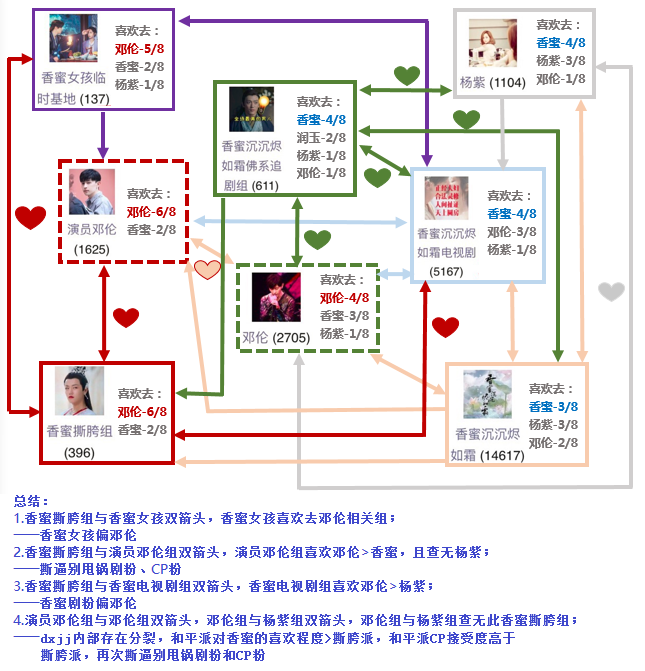 喜欢去：
邓伦-5/8
香蜜-2/8
杨紫-1/8
香蜜女孩临
时基地 (137)
喜欢去：
香蜜-4/8
杨紫-3/8
邓伦-1/8
杨紫 (1104)
喜欢去：
香蜜-4/8
润玉-2/8
杨紫-1/8
邓伦-1/8
香蜜沉沉烬
如霜佛系追
剧组 (611)
喜欢去：
邓伦-6/8
香蜜-2/8
演员邓伦
(1625)
喜欢去：
香蜜-4/8
邓伦-3/8
杨紫-1/8
香蜜沉沉烬
如霜电视剧
(5167)
喜欢去：
邓伦-4/8
香蜜-3/8
杨紫-1/8
邓伦 (2705)
喜欢去：
邓伦-6/8
香蜜-2/8
香蜜撕胯组
(396)
喜欢去：
香蜜-3/8
杨紫-3/8
邓伦-2/8
香蜜沉沉烬
如霜 (14617)
总结：
1.香蜜撕胯组与香蜜女孩双箭头，香蜜女孩喜欢去邓伦相关组；
——香蜜女孩偏邓伦
2.香蜜撕胯组与演员邓伦组双箭头，演员邓伦组喜欢邓伦>香蜜，且查无杨紫；
——撕逼别甩锅剧粉、CP粉
3.香蜜撕胯组与香蜜电视剧组双箭头，香蜜电视剧组喜欢邓伦>杨紫；
——香蜜剧粉偏邓伦
4.演员邓伦组与邓伦组双箭头，邓伦组与杨紫组双箭头，邓伦组与杨紫组查无此香蜜撕胯组；
——dxjj内部存在分裂，和平派对香蜜的喜欢程度>撕胯派，和平派CP接受度高于
撕胯派，再次撕逼别甩锅剧粉和CP粉